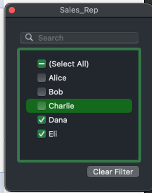 Sales_Rep
Search
(Select All)
Alice
Bob
Charlie
Dana
Eli
Clear Filter